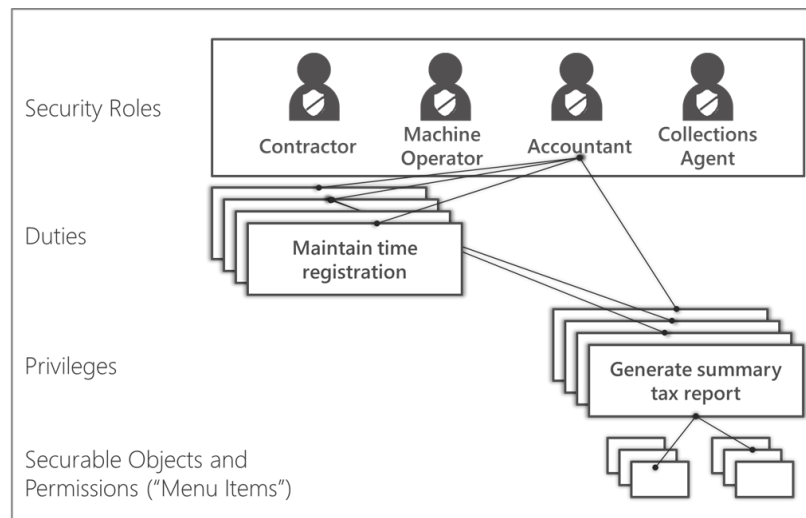 Security Roles
Contractor
Machine
Operator
Accountant
Collections
Agent
Duties
Maintain time
registration
Privileges
Generate summary
tax report
Securable Objects and
Permissions (“Menu Items”)